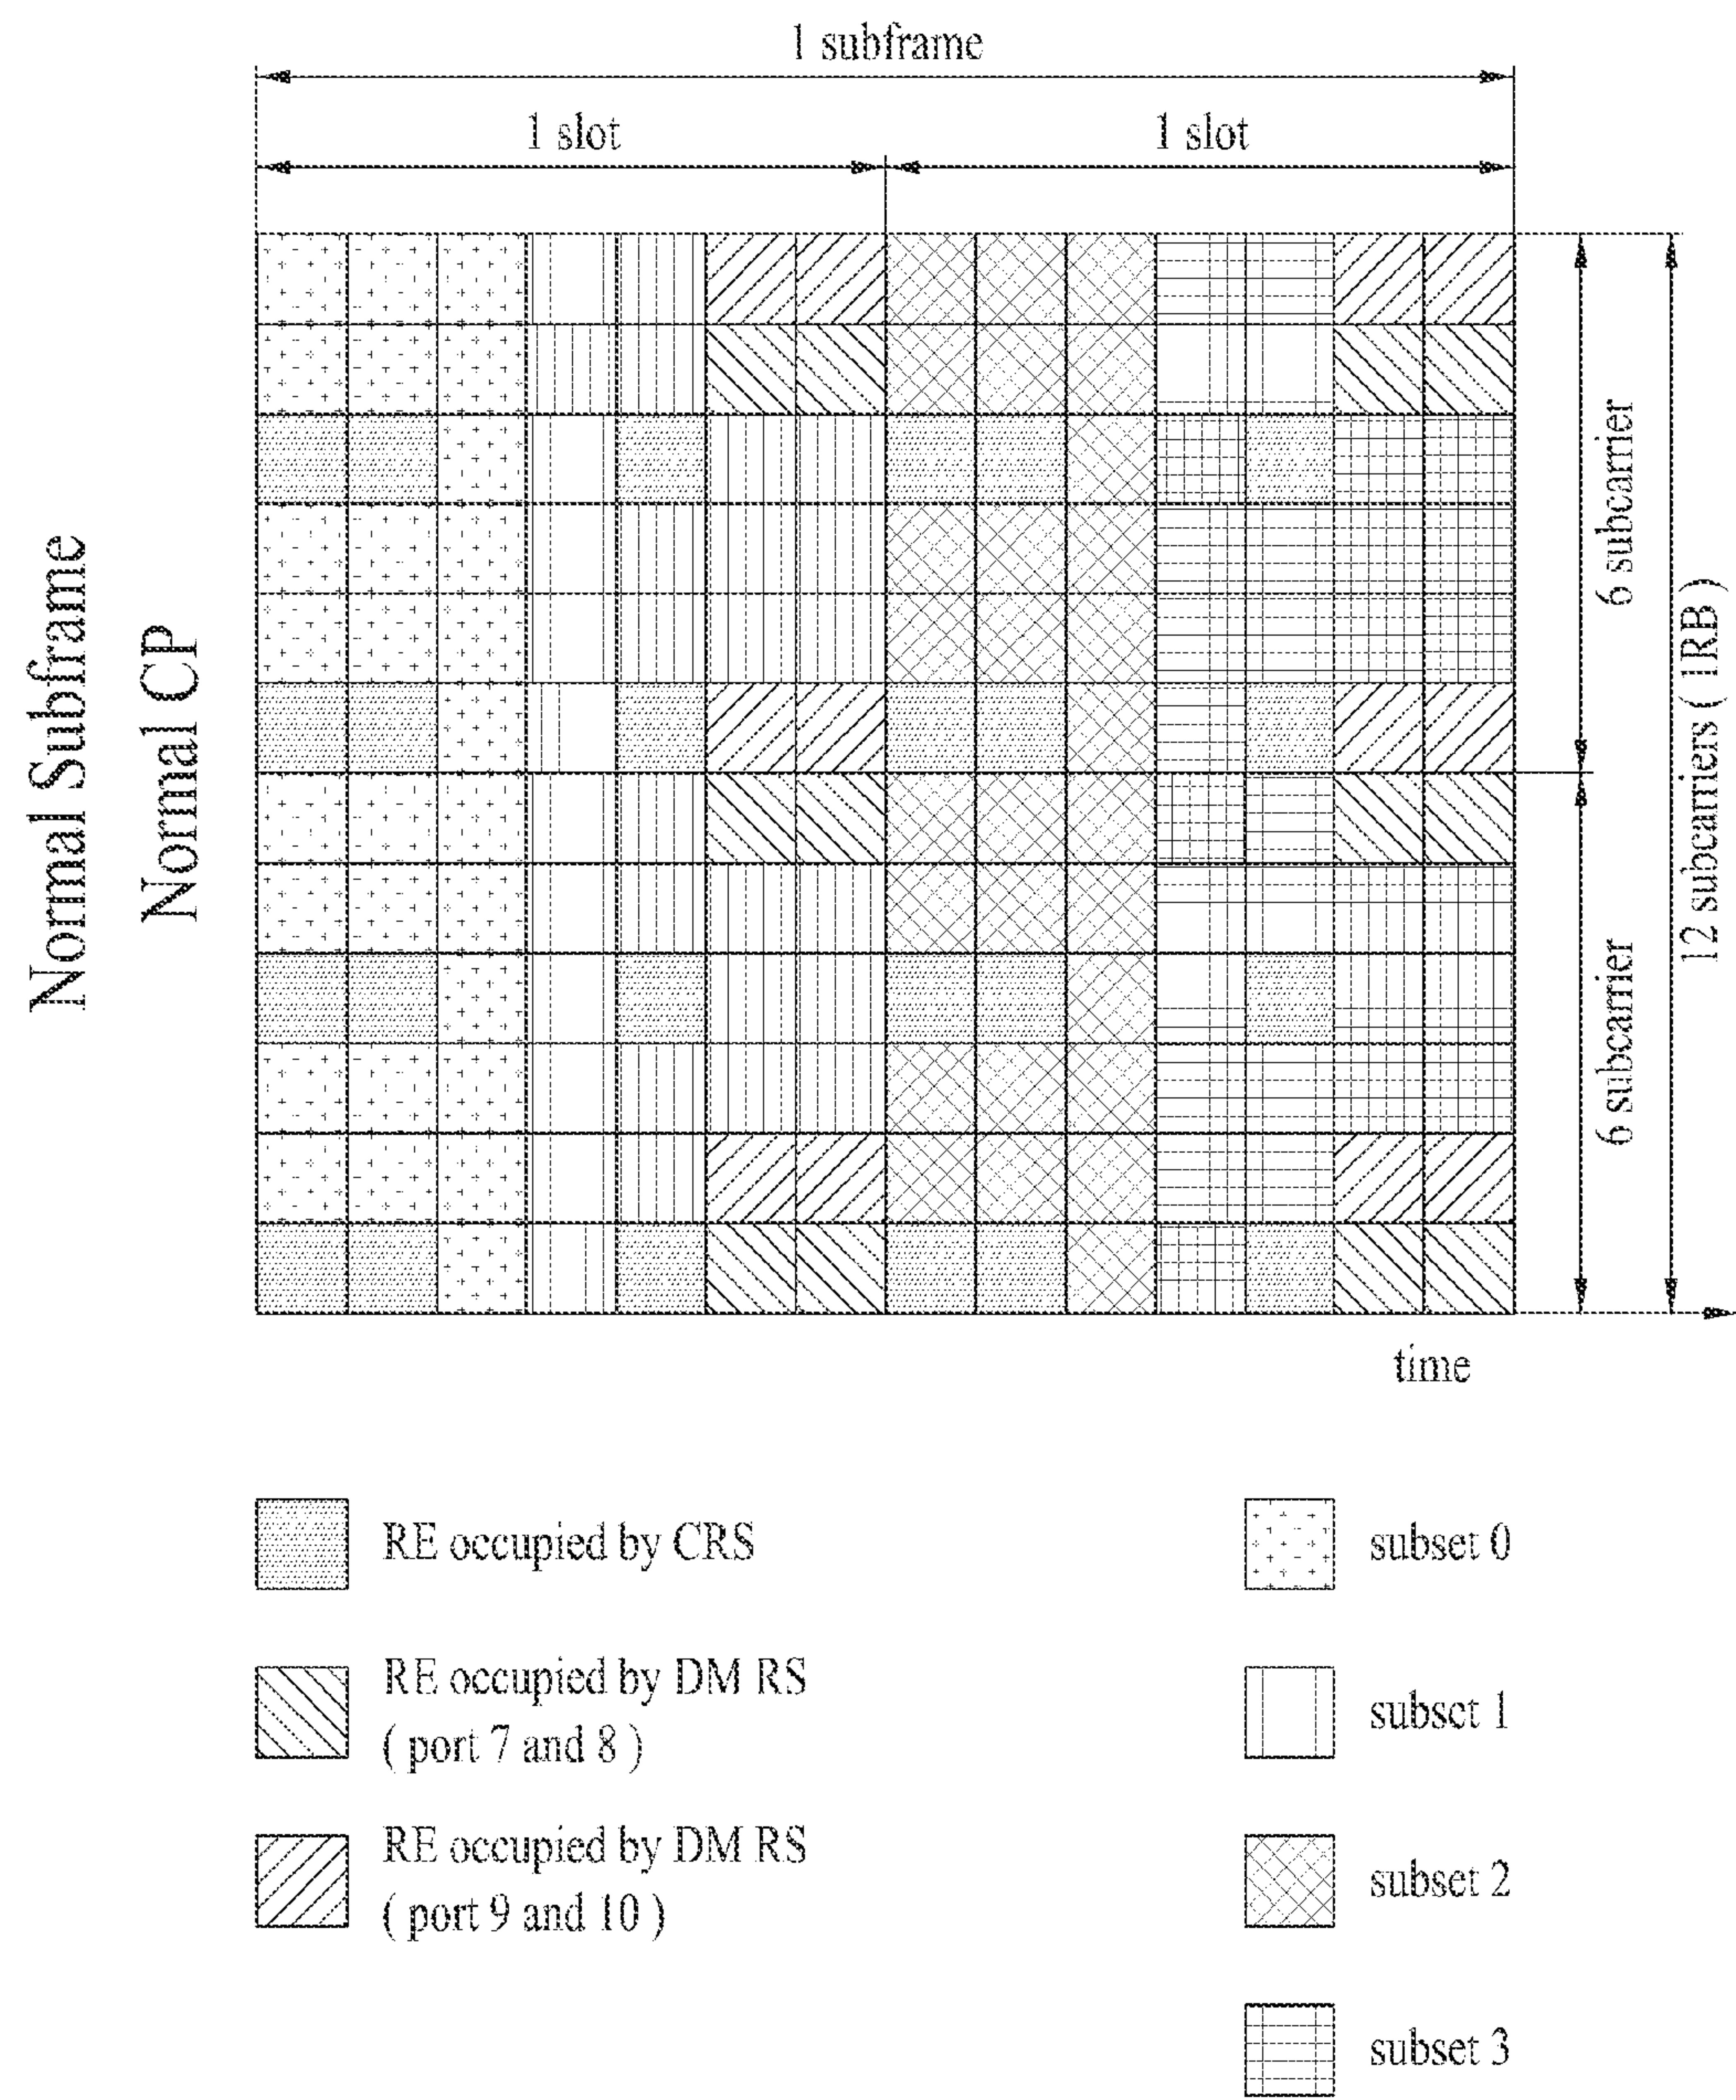 1 subframe
1 slot
1 slot
Normal Subframe
Normal CP
6 subcarrier
6 subcarrier
12 subcarriers ( 1RB )
time
RE occupied by CRS
RE occupied by DM RS
( port 7 and 8 )
RE occupied by DM RS
( port 9 and 10 )
subset 0
subset 1
subset 2
subset 3